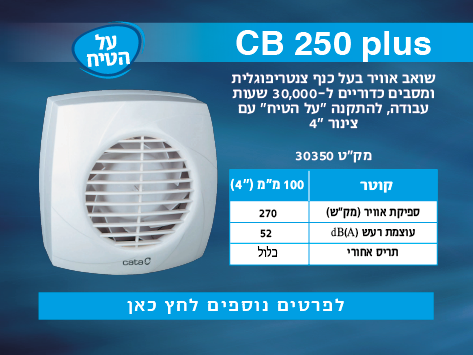 על
הטיח
CB 250 plus
שואב אוויר בעל כנף צנטריפוגלית
ומסבים כדוריים ל-30,000 שעות
עבודה, להתקנה "על הטיח" עם
צינור "4
מק"ט 30350
קוטר 100 מ"מ ("4)
ספיקת אוויר (מק"ש) 270
עוצמת רעש dB(A) 52
תריס אחורי כלול
cata
לפרטים נוספים לחץ כאן